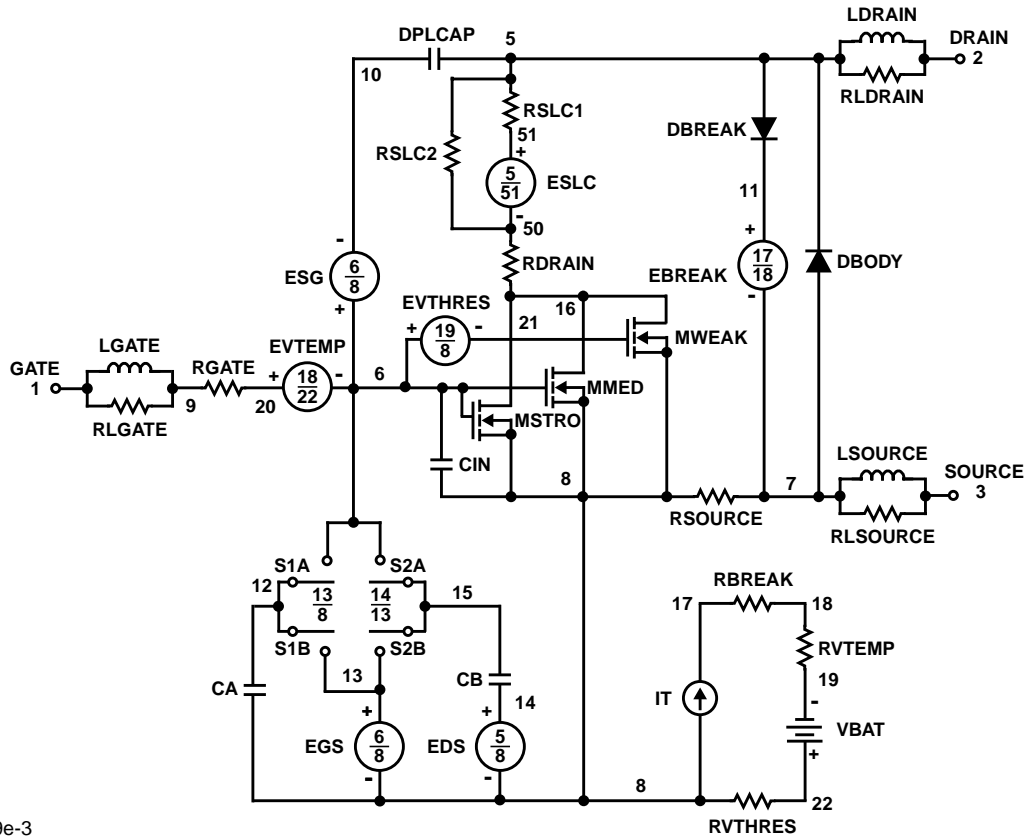 LDRAIN
DPLCAP 5 DRAIN
10 2
RSLC1 RLDRAIN
DBREAK
51
+
RSLC2
5
51
ESLC
11
-
50
- +
RDRAIN
17
18
EBREAK DBODY
6
8
ESG
EVTHRES 16
+ -
+ 19
8
- 21
MWEAK
LGATE EVTEMP
GATE RGATE + 18
22
- 6
1 MMED
9 20
MSTRO
RLGATE
LSOURCE
CIN 8 7 SOURCE
3
RSOURCE
RLSOURCE
S1A S2A
12 13
8
14
13
15 RBREAK
17 18
S1B S2B
RVTEMP
13 CB
CA 19
14 IT -
+ +
VBAT
EGS 6
8
EDS 5
8
+
- -
8
22
RVTHRES
9e-3